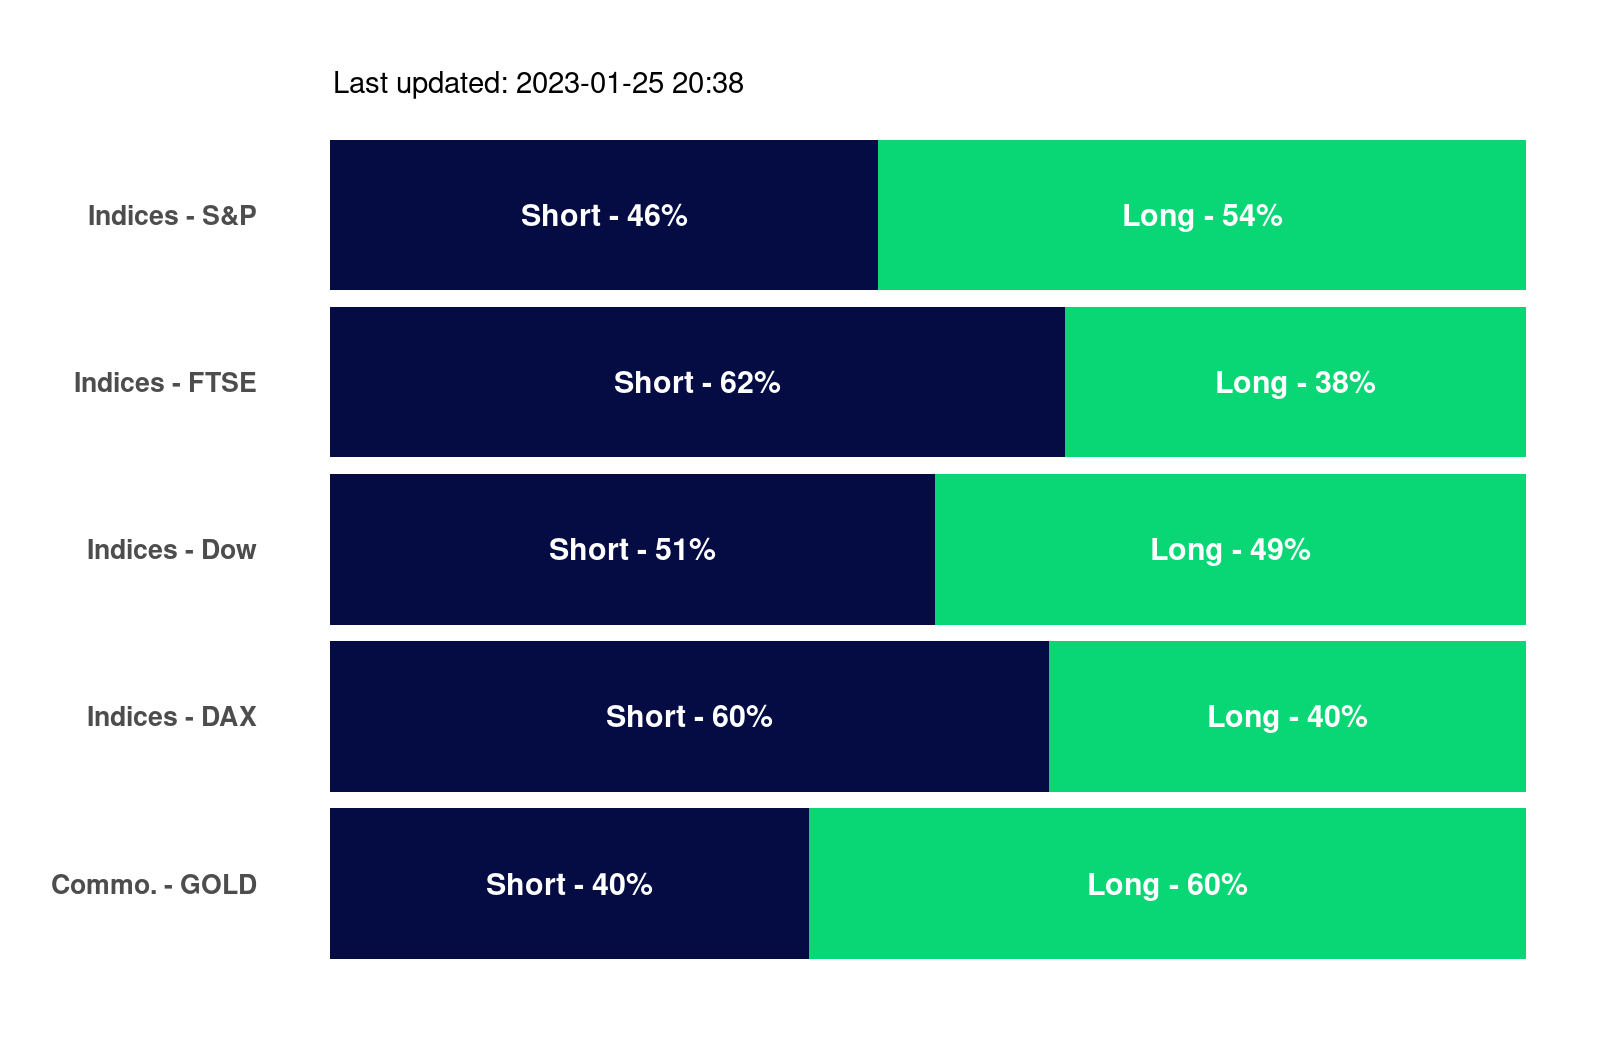 Last updated: 2023-01-25 20:38
Indices - S&P Short - 46% Long - 54%
Indices - FTSE Short - 62% Long - 38%
Indices - Dow Short - 51% Long - 49%
Indices - DAX Short - 60% Long - 40%
Commo. - GOLD Short - 40% Long - 60%